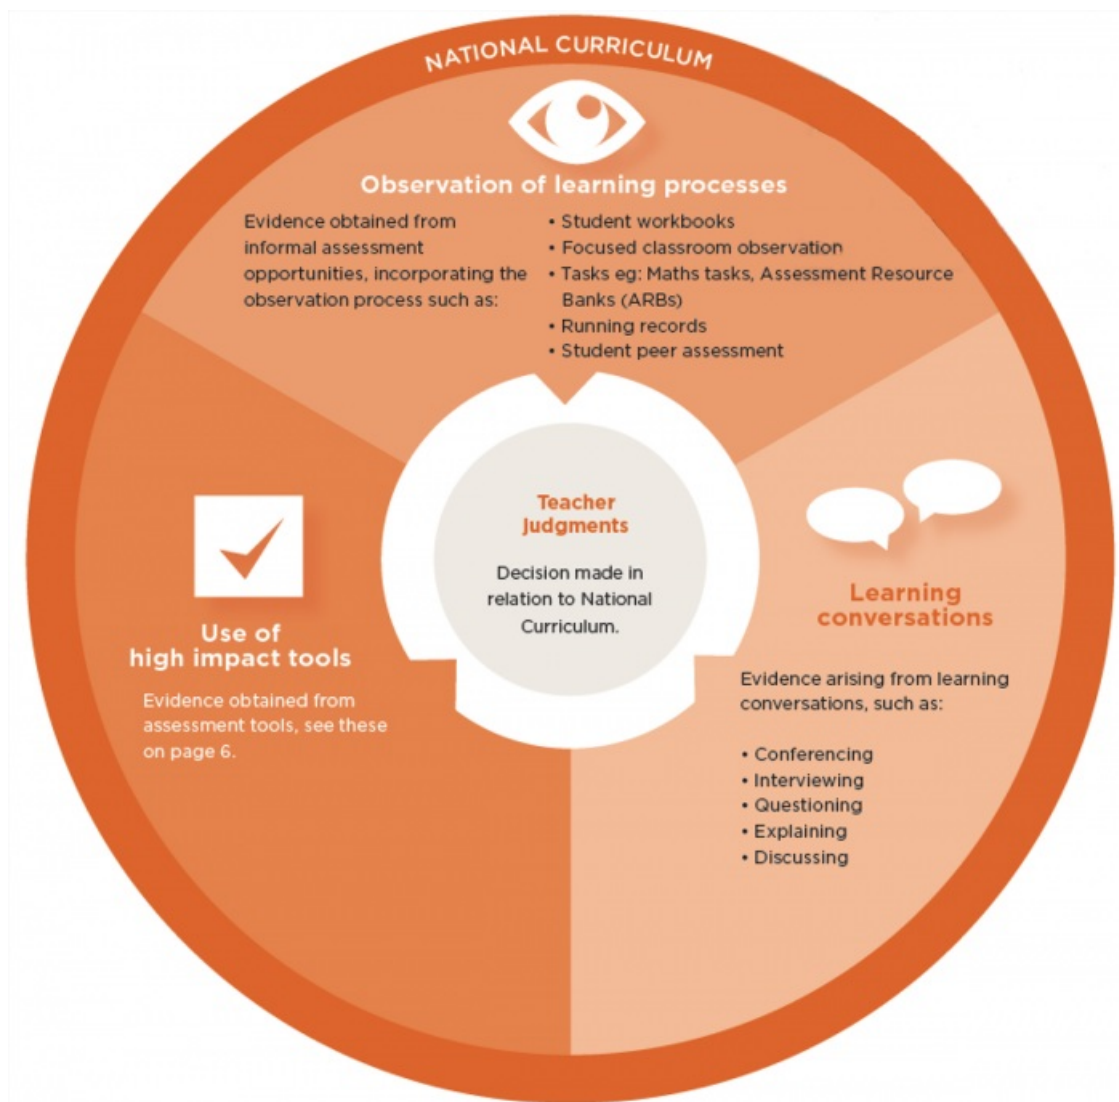 NATIONAL CURRICULUM
Observation of learning processes
Evidence obtained from
informal assessment
opportunities, incorporating the
observation process such as:
• Student workbooks
• Focused classroom observation
• Tasks eg: Maths tasks, Assessment Resource
Banks (ARBs)
• Running records
• Student peer assessment
Teacher
judgments
Decision made in
relation to National
Curriculum.
Use of
high impact tools
Evidence obtained from
assessment tools, see these
on page 6.
Learning
conversations
Evidence arising from learning
conversations, such as:
• Conferencing
• Interviewing
• Questioning
• Explaining
• Discussing